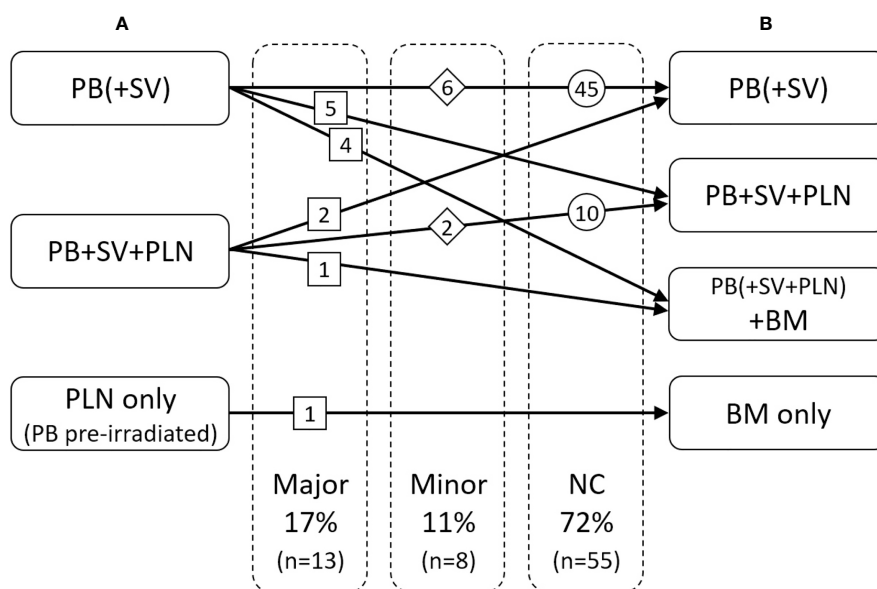 A
B
PB(+SV)
6
45
PB(+SV)
5
4
PB+SV+PLN
2
2
10
PB+SV+PLN
1
PB(+SV+PLN)
+BM
PLN only
(PB pre-irradiated)
1
BM only
Major
17%
(n=13)
Minor
11%
(n=8)
NC
72%
(n=55)